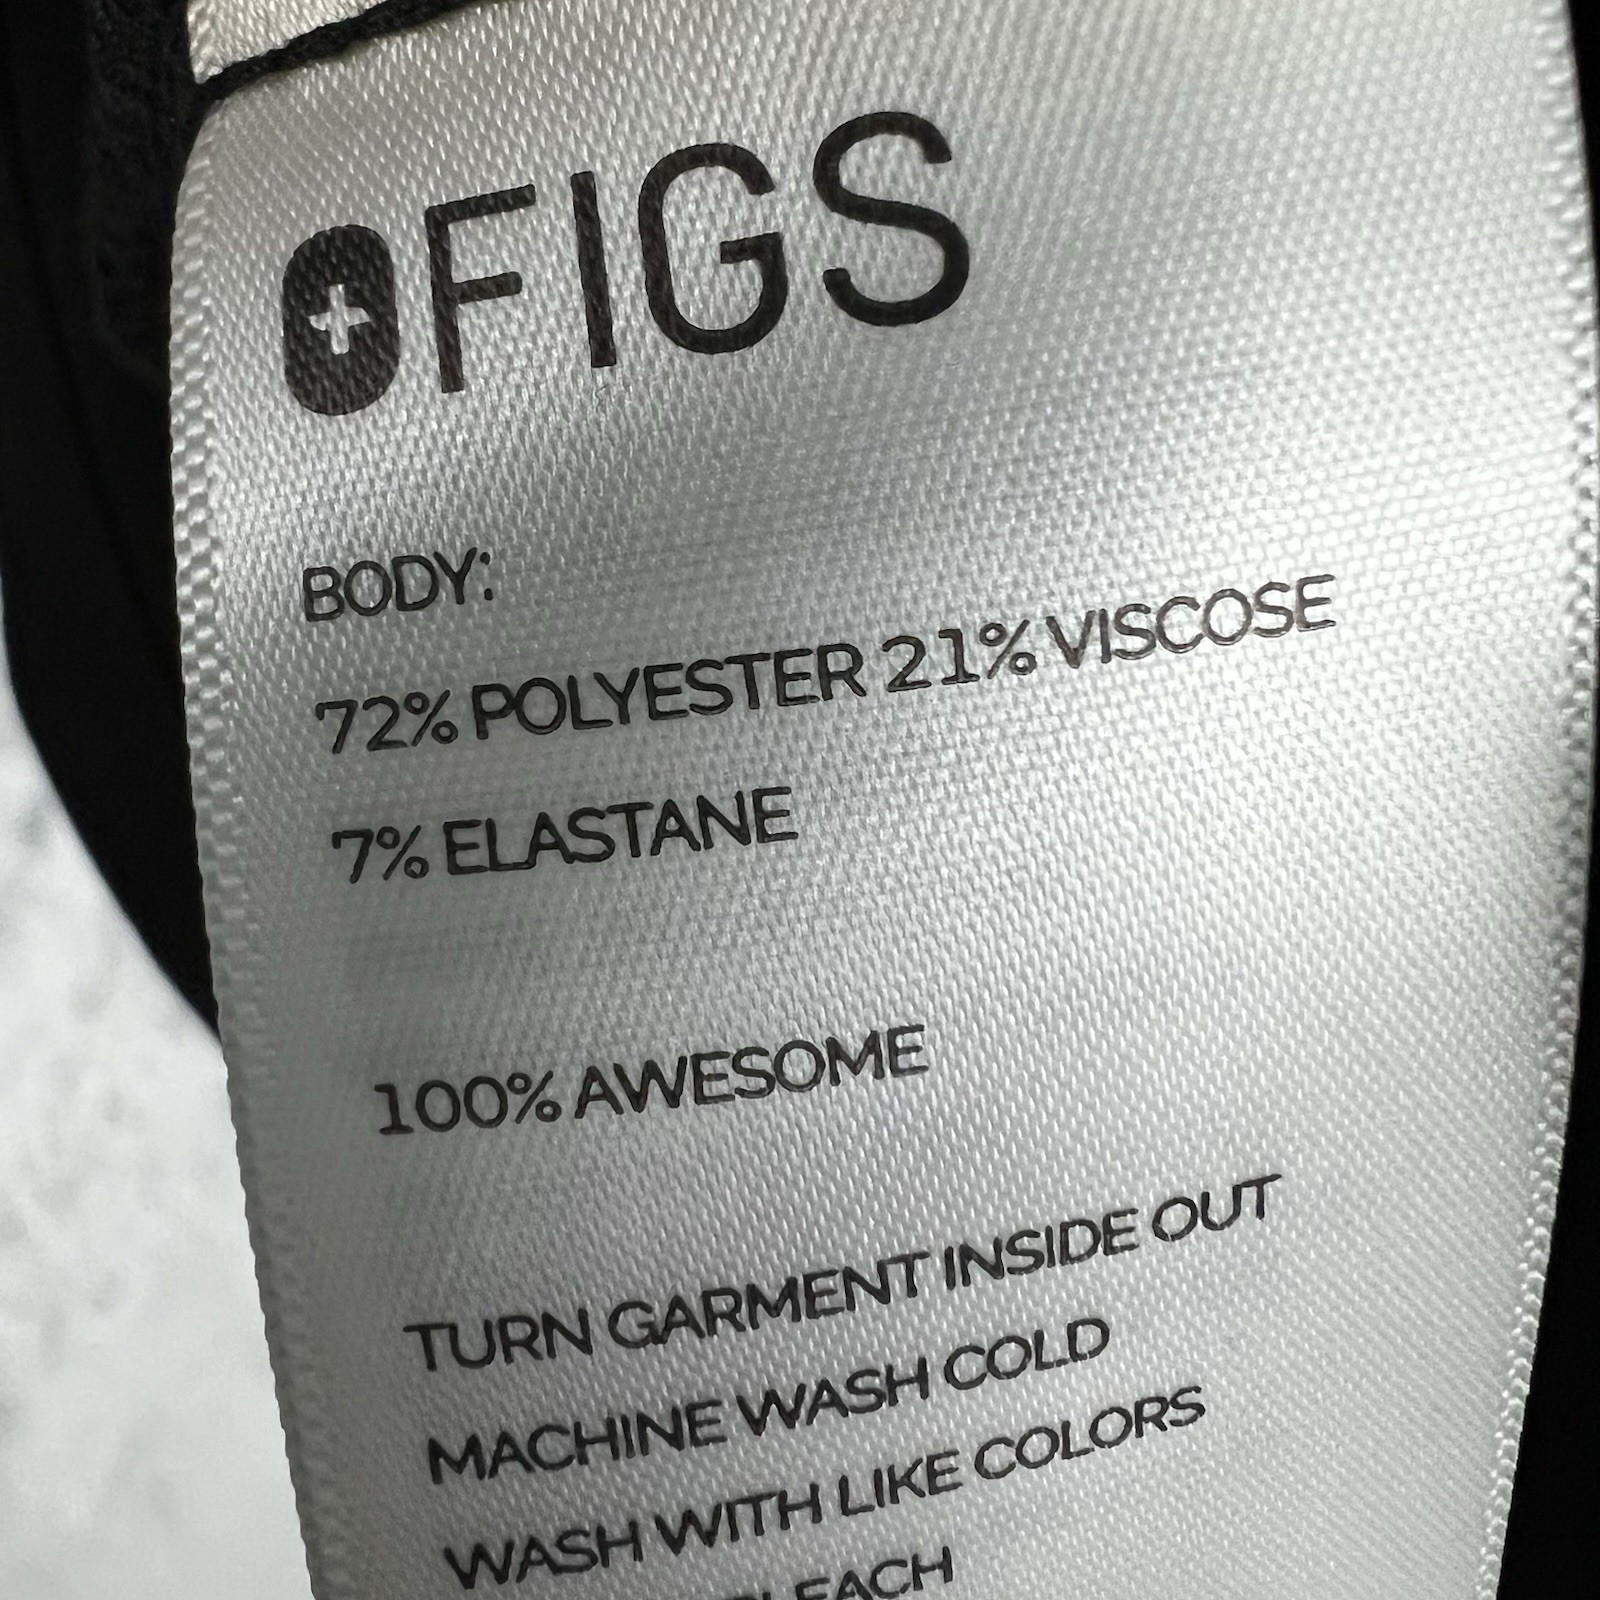 FIGS
BODY:
72% POLYESTER 21% VISCOSE
7% ELASTANE
100% AWESOME
TURN GARMENT INSIDE OUT
MACHINE WASH COLD
WASH WITH LIKE COLORS
BLEACH